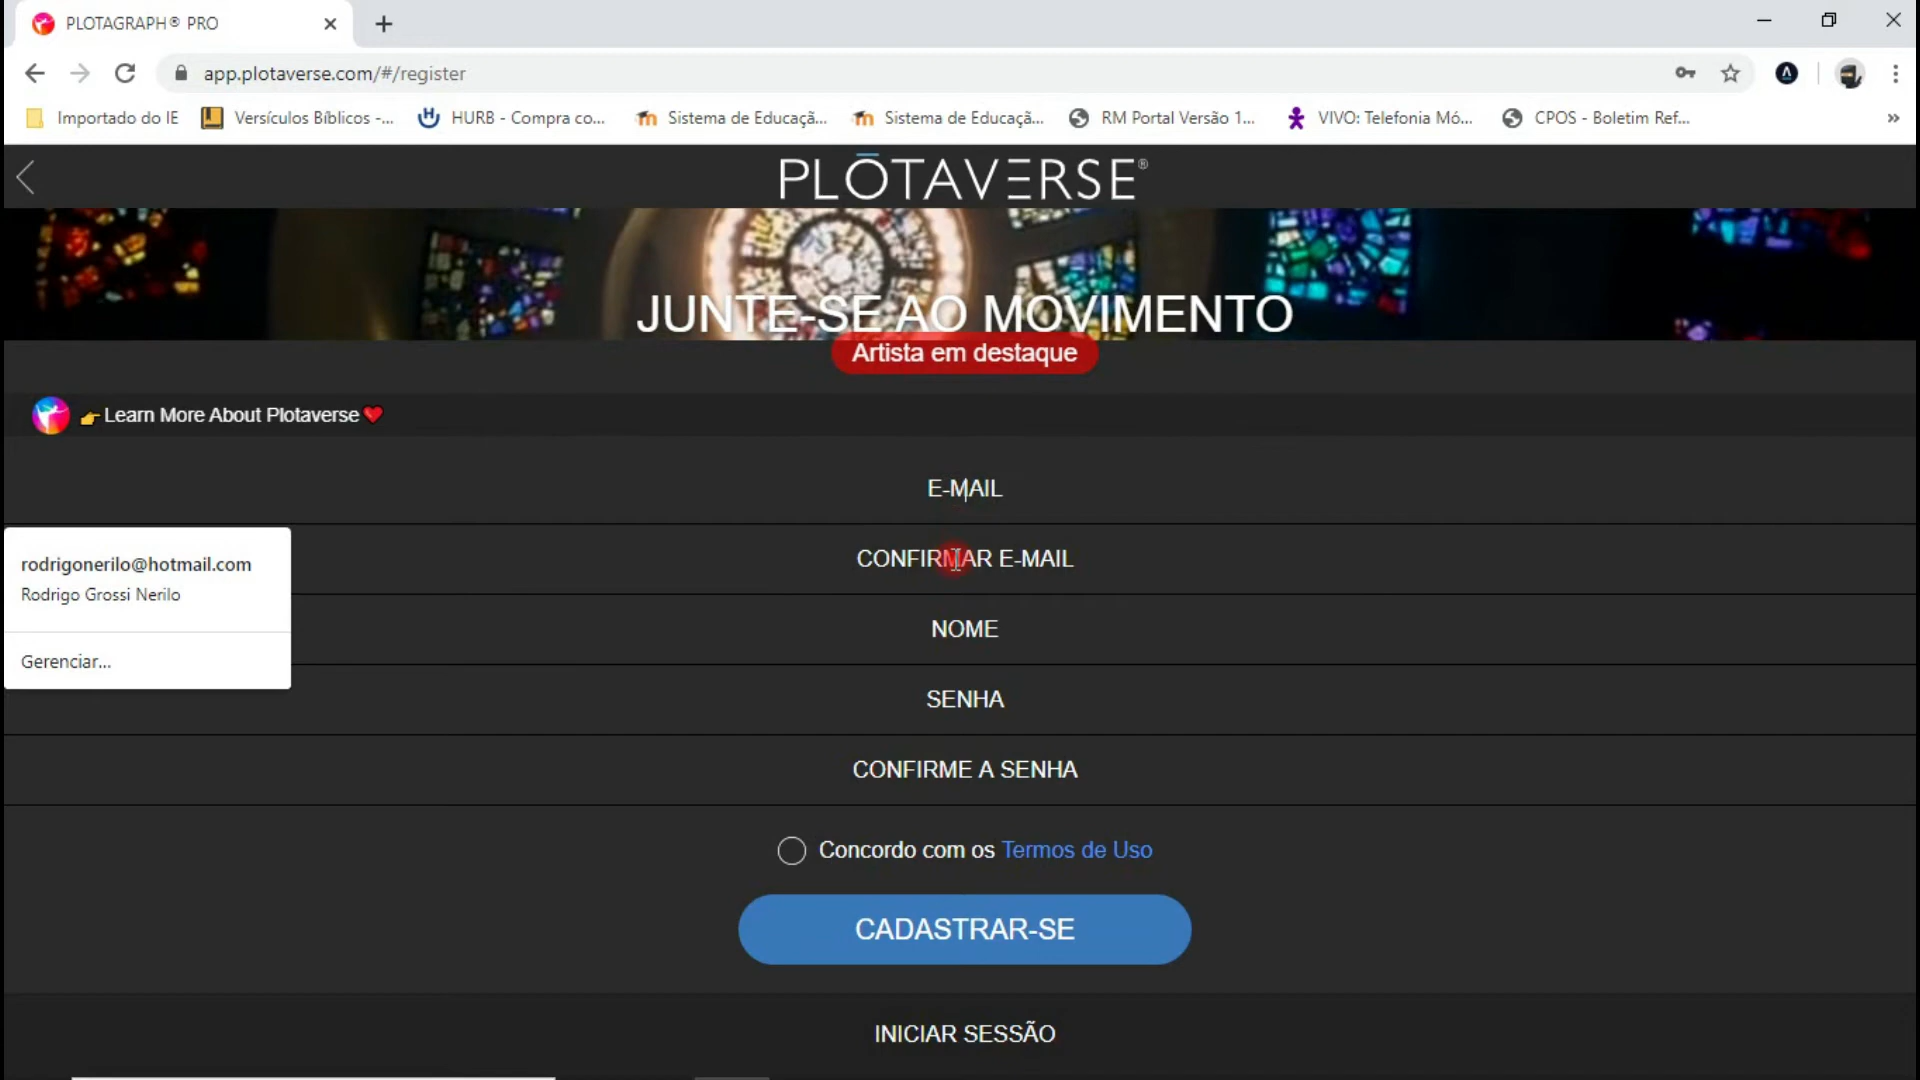 PLOTAGRAPH® PRO
app.plotaverse.com/#/register
Importado do IE
Versículos Bíblicos -...
HURB - Compra co...
Sistema de Educaçã...
Sistema de Educaçã...
RM Portal Versão 1...
VIVO: Telefonia Mó...
CPOS - Boletim Ref...
PLOTAVERSE®
JUNTE-SE AO MOVIMENTO
Artista em destaque
Learn More About Plotaverse
E-MAIL
CONFIRMAR E-MAIL
rodrigonerilo@hotmail.com
Rodrigo Grossi Nerilo
NOME
Gerenciar...
SENHA
CONFIRME A SENHA
Concordo com os Termos de Uso
CADASTRAR-SE
INICIAR SESSÃO